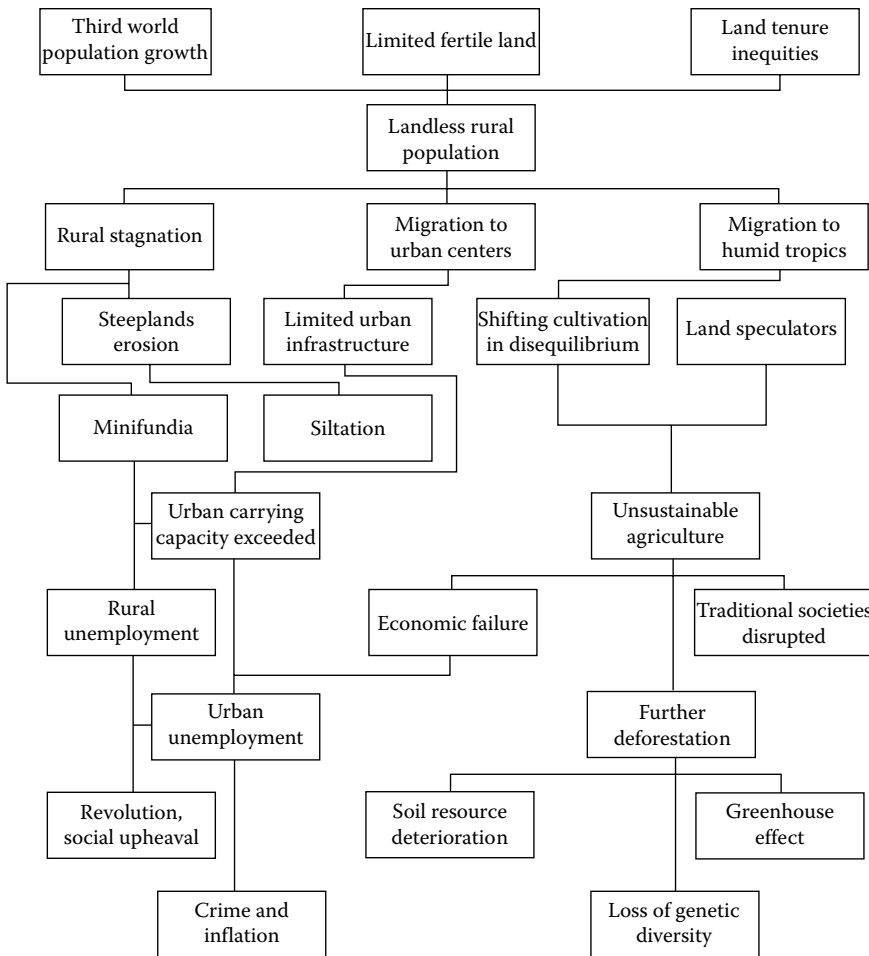 Third world
population growth
Limited fertile land
Land tenure
inequities
Landless rural
population
Rural stagnation
Migration to
urban centers
Migration to
humid tropics
Steeplands
erosion
Limited urban
infrastructure
Shifting cultivation
in disequilibrium
Land speculators
Minifundia
Siltation
Urban carrying
capacity exceeded
Unsustainable
agriculture
Rural
unemployment
Economic failure
Traditional societies
disrupted
Urban
unemployment
Further
deforestation
Revolution,
social upheaval
Soil resource
deterioration
Greenhouse
effect
Crime and
inflation
Loss of genetic
diversity